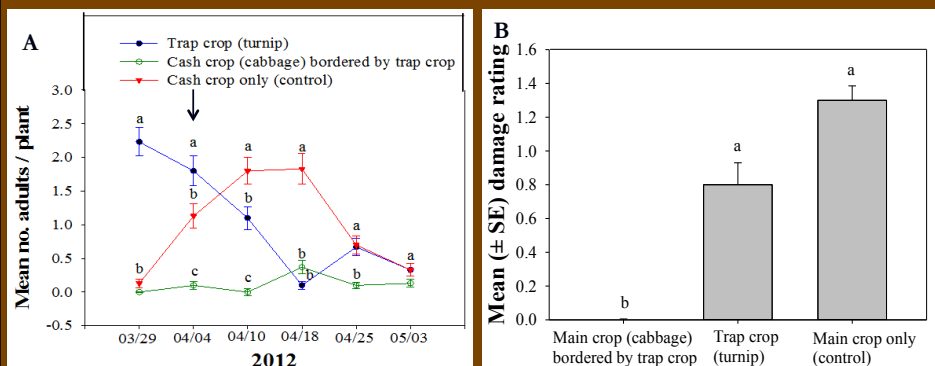 A
Trap crop (turnip)
Cash crop (cabbage) bordered by trap crop
Cash crop only (control)
Mean no. adults / plant
3.0
2.5
2.0
1.5
1.0
0.5
0.0
-0.5
a
b
a
b
c
a
b
c
a
b
b
a
b
a
03/29
04/04
04/10
04/18
04/25
05/03
2012
B
Mean (± SE) damage rating
1.6
1.4
1.2
1.0
0.8
0.6
0.4
0.2
0.0
b
a
a
Main crop (cabbage)
bordered by trap crop
Trap crop
(turnip)
Main crop only
(control)